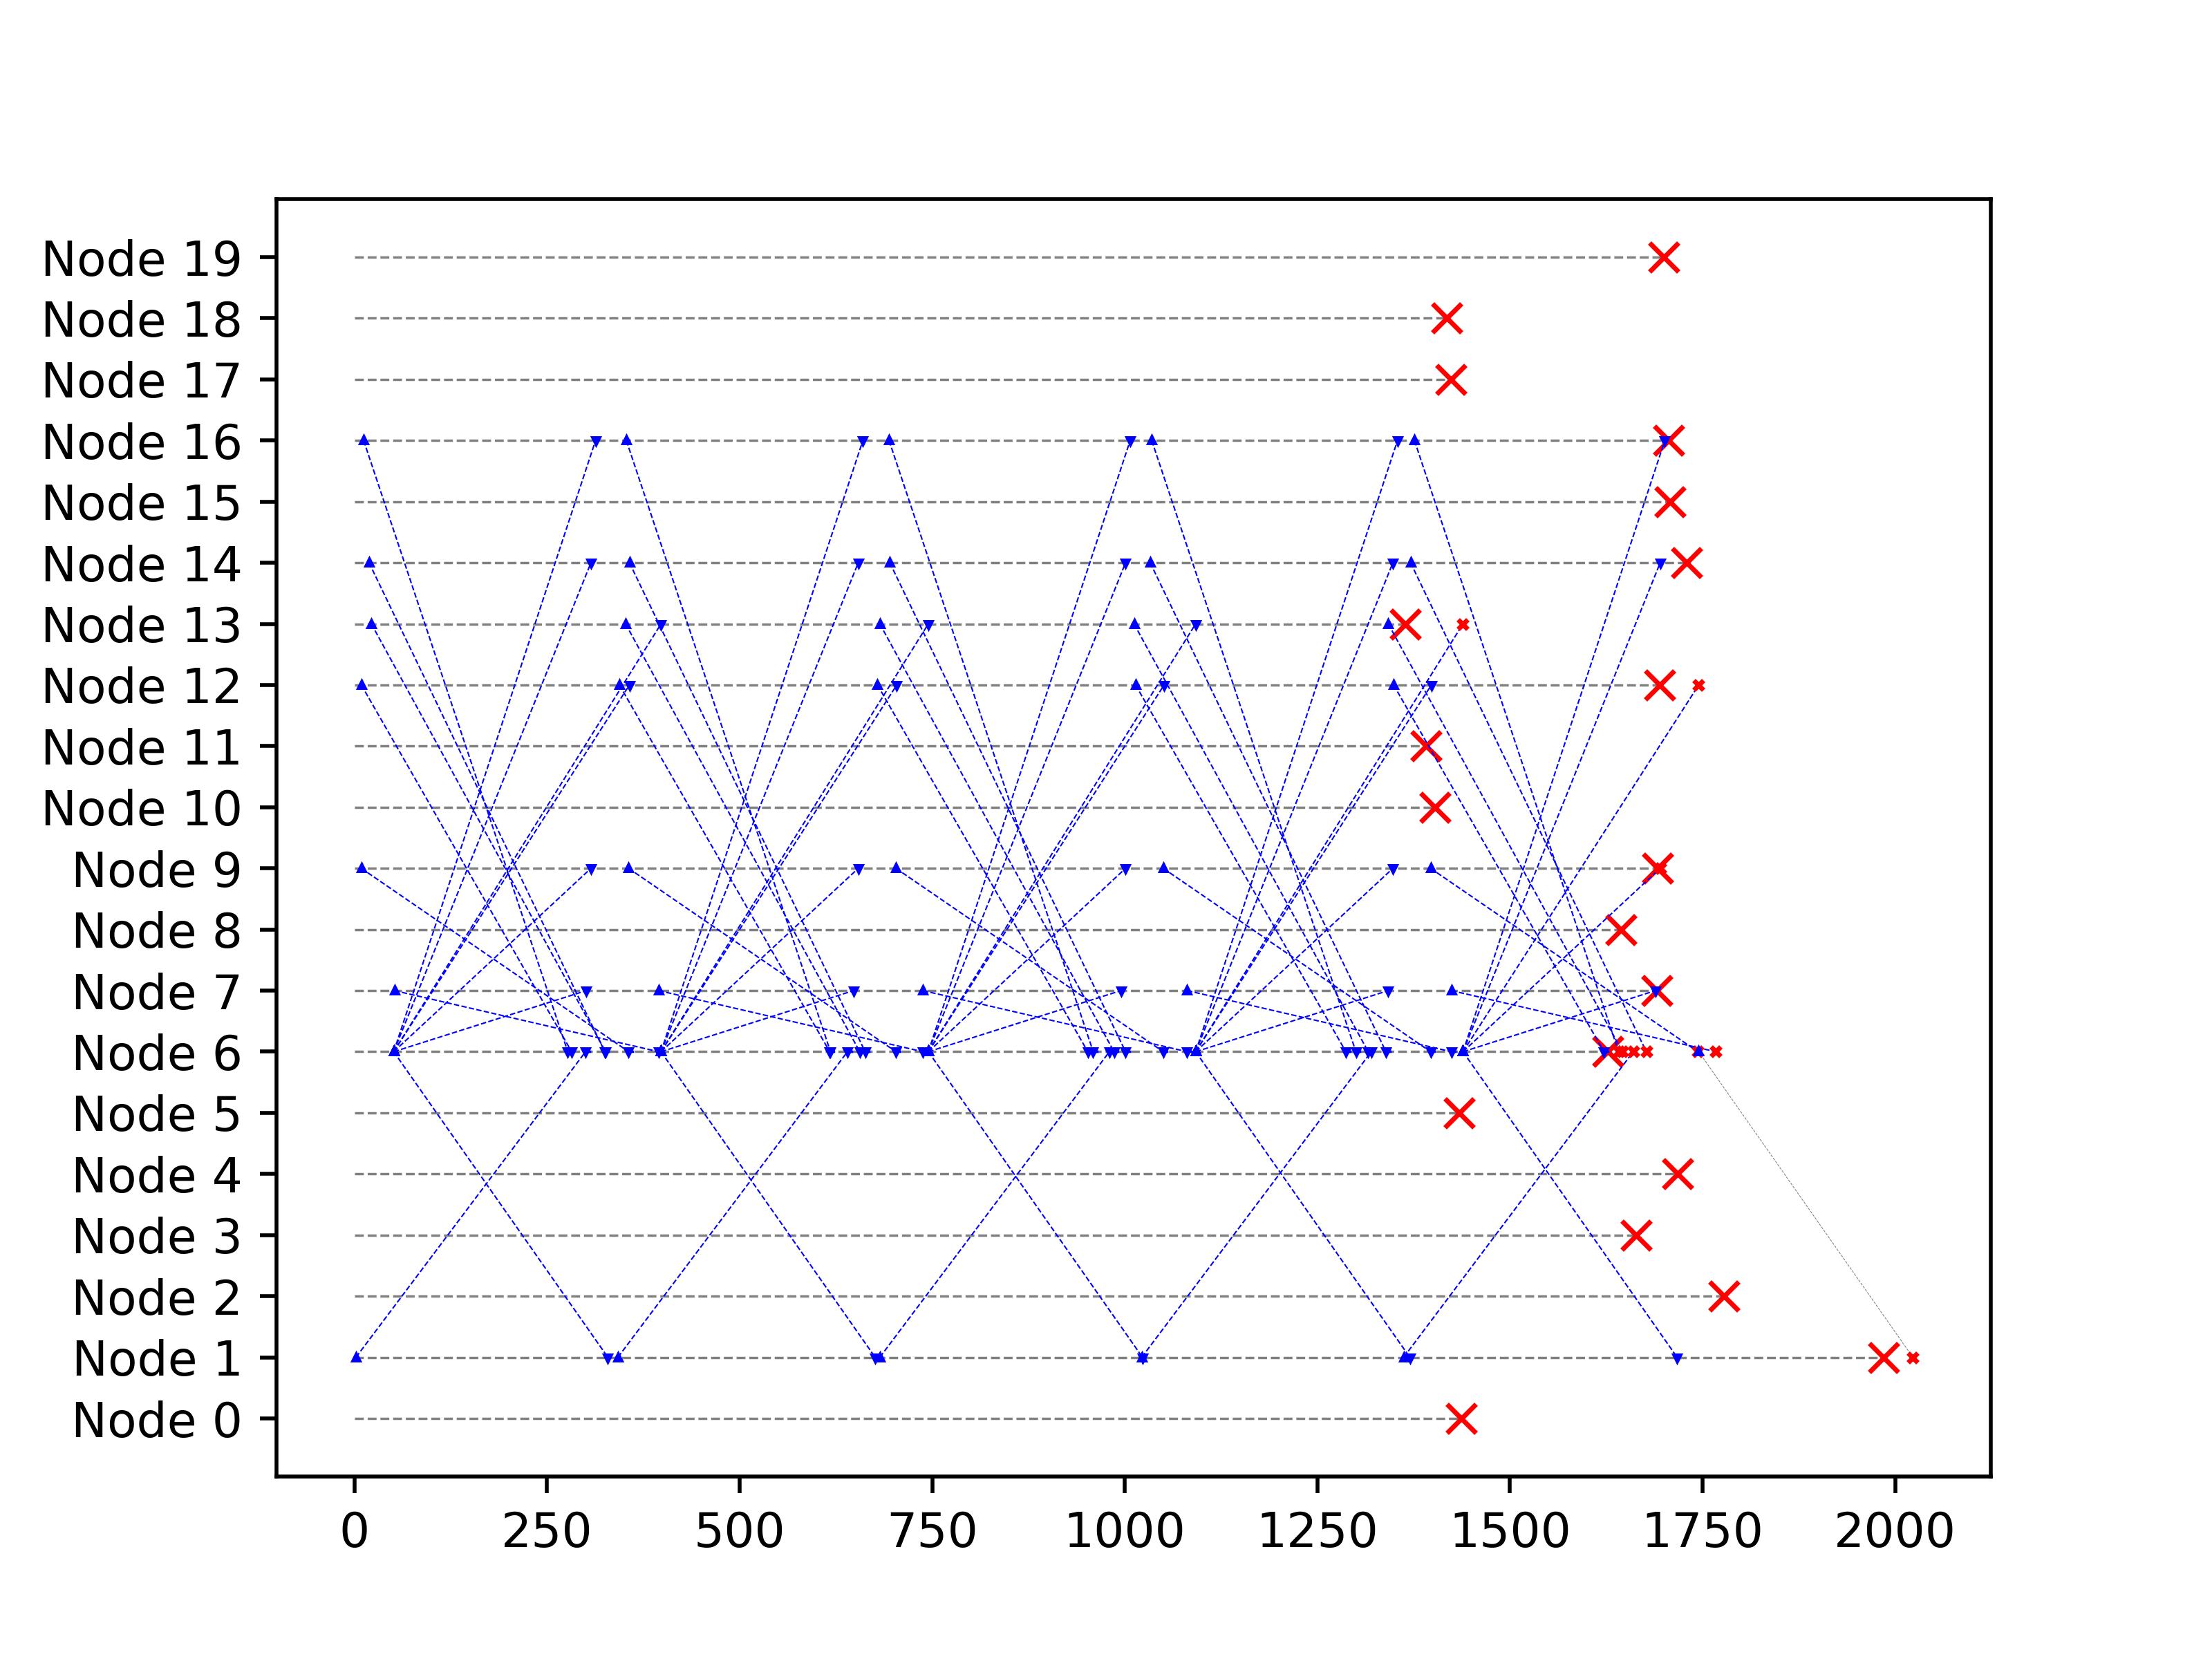 Node 19
Node 18
Node 17
Node 16
Node 15
Node 14
Node 13
Node 12
Node 11
Node 10
Node 9
Node 8
Node 7
Node 6
Node 5
Node 4
Node 3
Node 2
Node 1
Node 0
0 250 500 750 1000 1250 1500 1750 2000